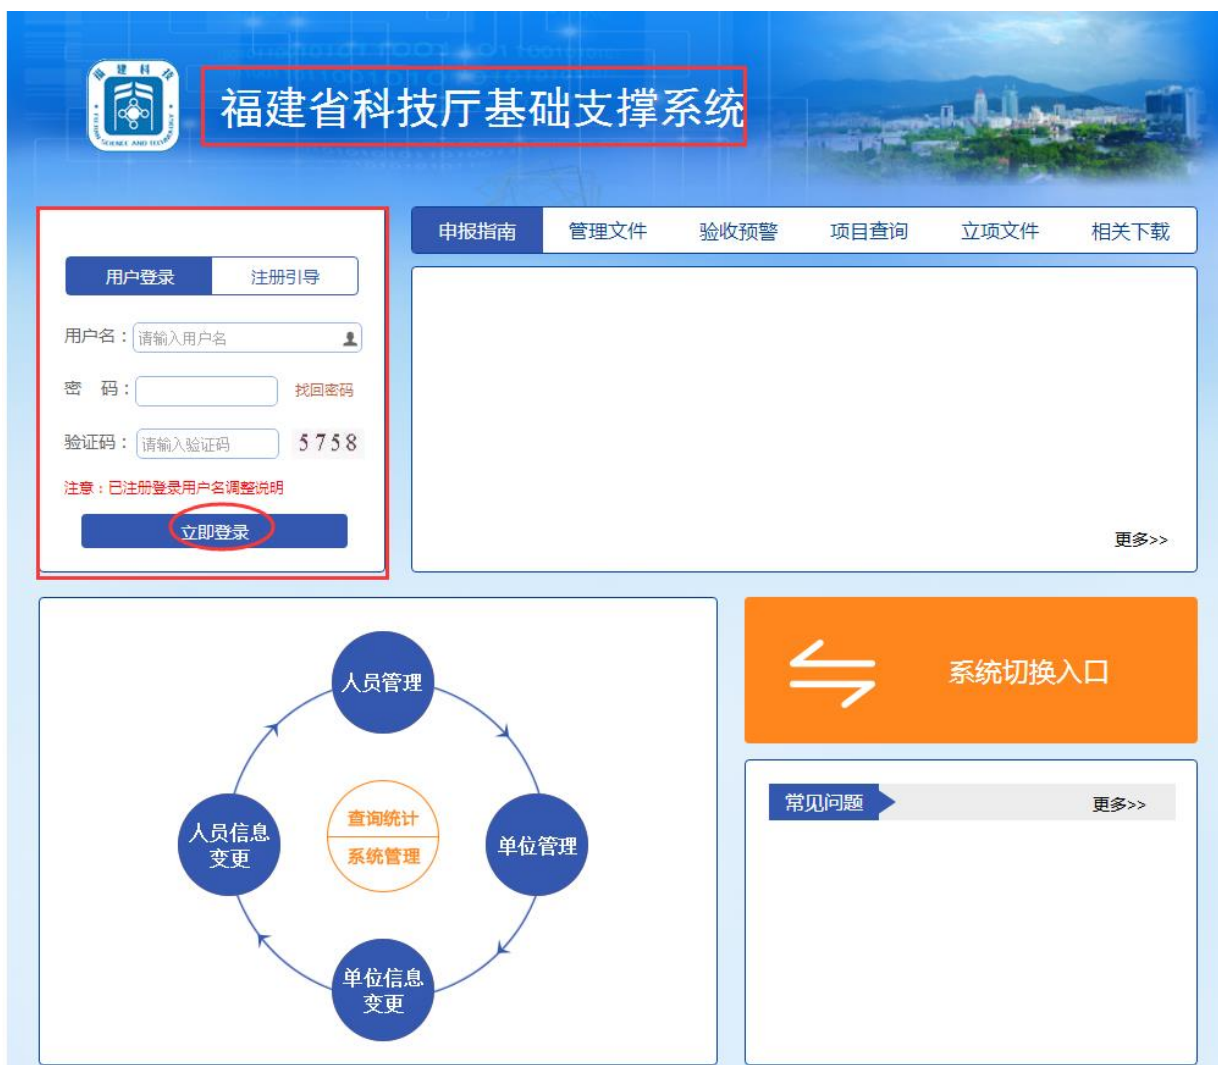 福建科技
福建省科技厅基础支撑系统
申报指南 管理文件 验收预警 项目查询 立项文件 相关下载
用户登录 注册引导
用户名：请输入用户名
密 码： 找回密码
验证码：请输入验证码 5758
注意：已注册登录用户名调整说明
立即登录
更多>>
人员管理
单位管理
单位信息
变更
人员信息
变更
查询统计
系统管理
系统切换入口
常见问题 更多>>